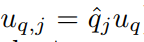 u_{q,j} = \hat{q}_j u_q